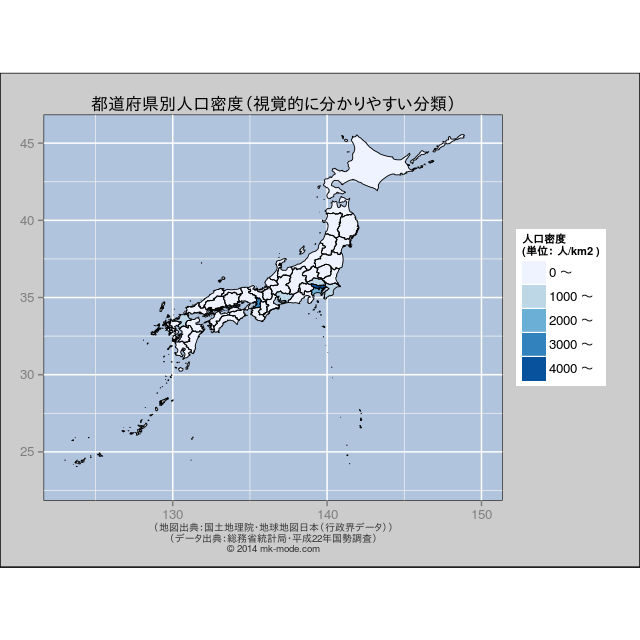 都道府県別人口密度（視覚的に分かりやすい分類）
45
40
35
30
25
130
140
150
人口密度
(単位： 人/km2 )
0 ～
1000 ～
2000 ～
3000 ～
4000 ～
（地図出典：国土地理院・地球地図日本（行政界データ））
（データ出典：総務省統計局・平成22年国勢調査）
© 2014 mk-mode.com